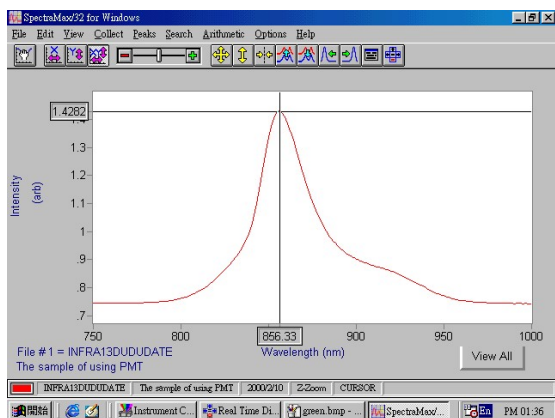 SpectraMax/32 for Windows
File Edit View Collect Peaks Search Arithmetic Options Help
1.4282
1.4
1.3
1.2
1.1
1
.9
.8
.7
Intensity
(arb)
750 800 856.33 900 950 1000
Wavelength (nm)
File # 1 = INFRA13DUDUDATE
The sample of using PMT
View All
INFRA13DUDUDATE The sample of using PMT 2000/2/10 Z-Zoom CURSOR
開始 Instrument C... Real Time Di... green.bmp - ... SpectraMax/... En PM 01:36